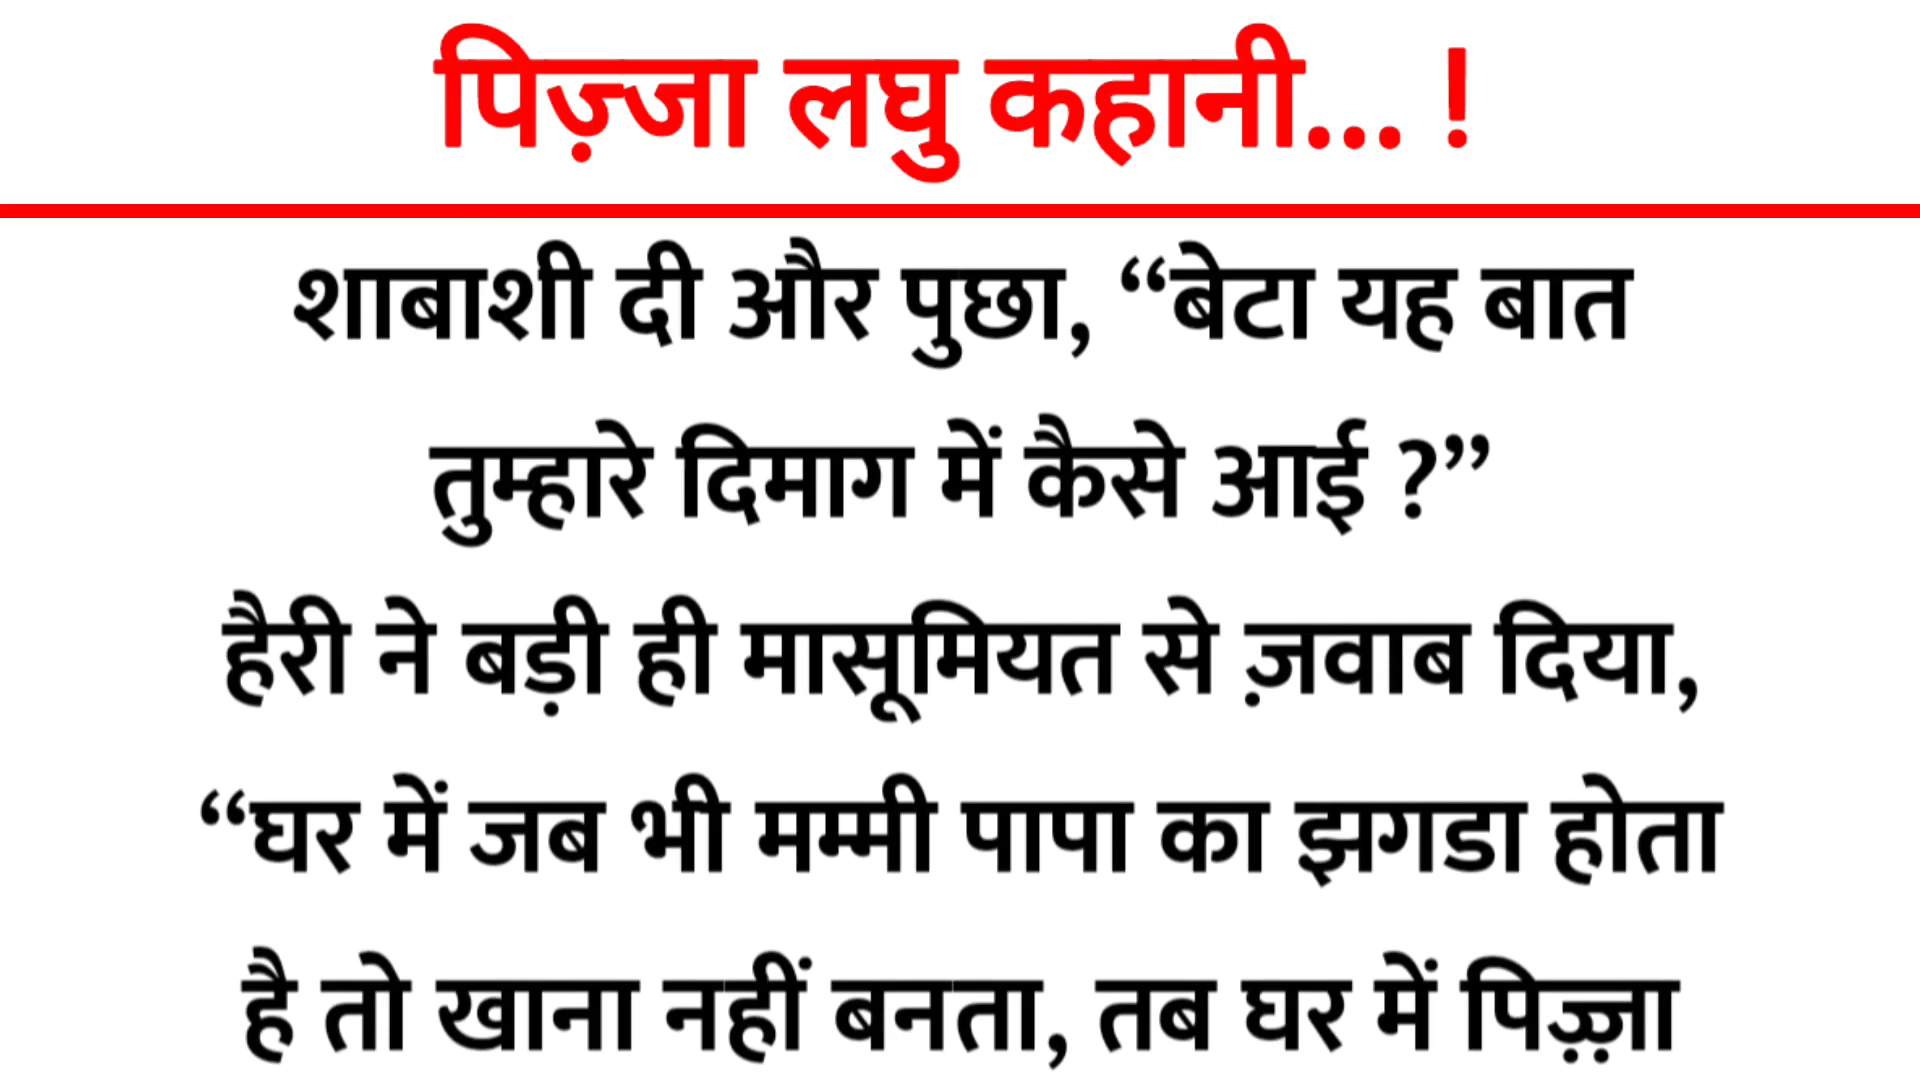 पिज़्जा लघु कहानी... !
शाबाशी दी और पुछा, “बेटा यह बात
तुम्हारे दिमाग में कैसे आई ?”
हैरी ने बड़ी ही मासूमियत से ज़वाब दिया,
“घर में जब भी मम्मी पापा का झगडा होता
है तो खाना नहीं बनता, तब घर में पिज़्ज़ा